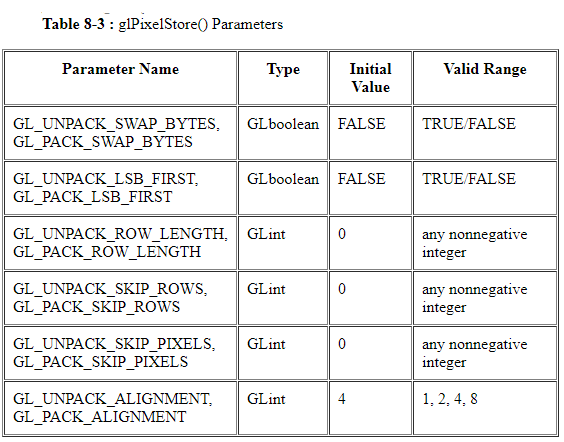 Table 8-3 : glPixelStore() Parameters
Parameter Name Type Initial Value Valid Range
GL_UNPACK_SWAP_BYTES, GL_PACK_SWAP_BYTES GLboolean FALSE TRUE/FALSE
GL_UNPACK_LSB_FIRST, GL_PACK_LSB_FIRST GLboolean FALSE TRUE/FALSE
GL_UNPACK_ROW_LENGTH, GL_PACK_ROW_LENGTH GLint 0 any nonnegative integer
GL_UNPACK_SKIP_ROWS, GL_PACK_SKIP_ROWS GLint 0 any nonnegative integer
GL_UNPACK_SKIP_PIXELS, GL_PACK_SKIP_PIXELS GLint 0 any nonnegative integer
GL_UNPACK_ALIGNMENT, GL_PACK_ALIGNMENT GLint 4 1, 2, 4, 8